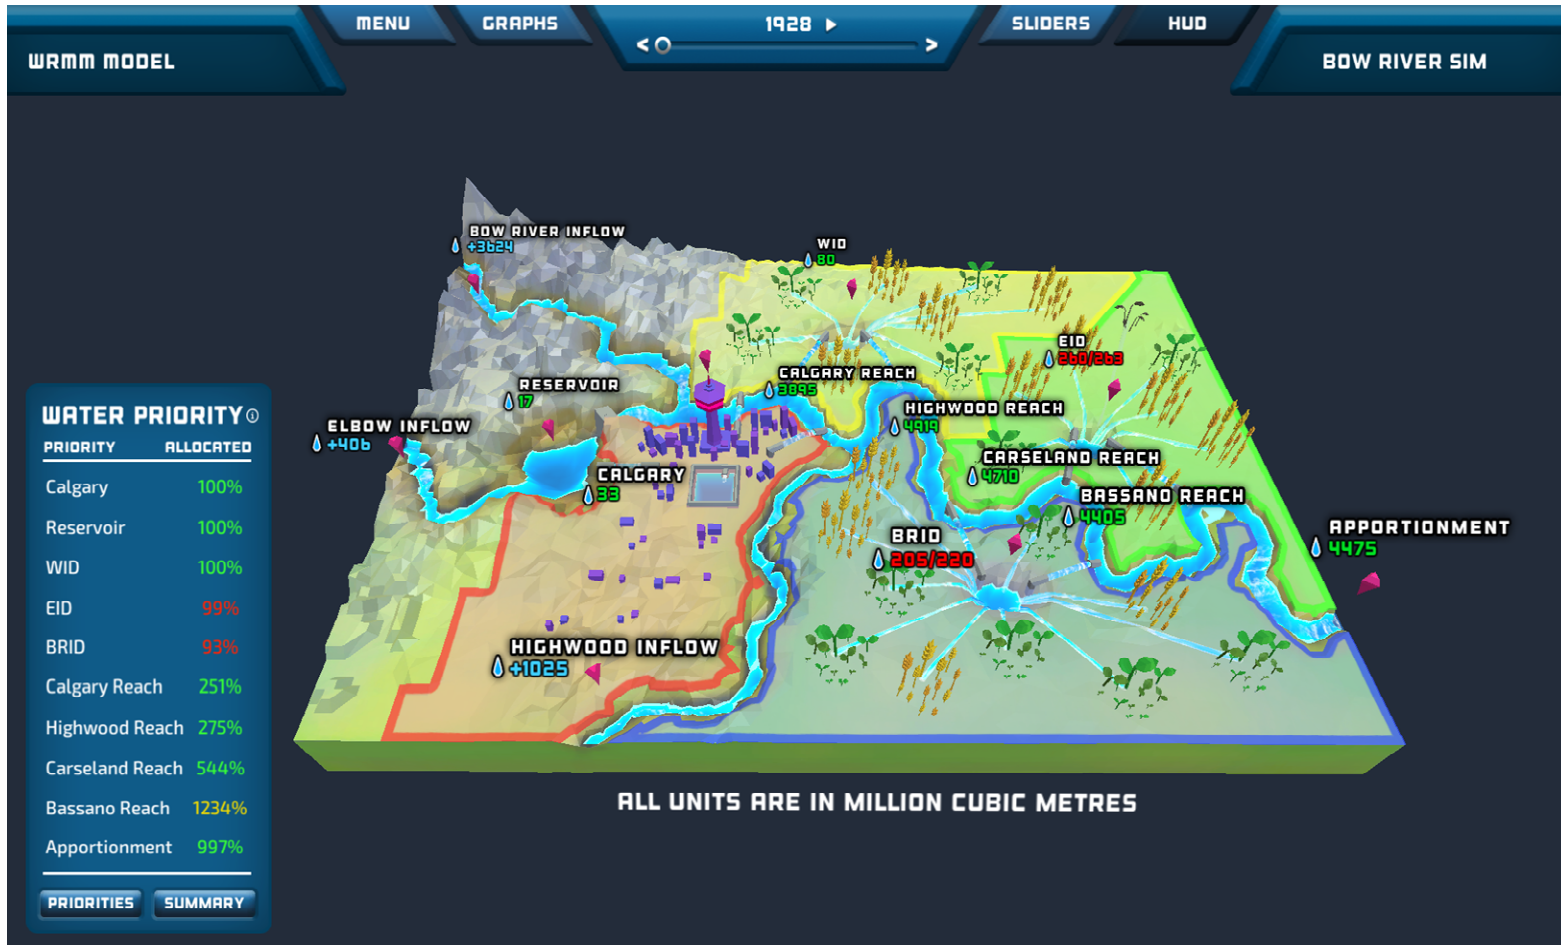 MENU
GRAPHS
1928
SLIDERS
HUD
< >
WRMM MODEL
BOW RIVER SIM
BOW RIVER INFLOW
+3624
WID
80
EID
260/263
RESERVOIR
17
CALGARY REACH
3895
HIGHWOOD REACH
4919
ELBOW INFLOW
+406
CARSELAND REACH
4710
CALGARY
33
BASSANO REACH
4405
BRID
205/220
APPORTIONMENT
4475
HIGHWOOD INFLOW
+1025
ALL UNITS ARE IN MILLION CUBIC METRES
WATER PRIORITY
PRIORITY ALLOCATED
Calgary 100%
Reservoir 100%
WID 100%
EID 99%
BRID 93%
Calgary Reach 251%
Highwood Reach 275%
Carseland Reach 544%
Bassano Reach 1234%
Apportionment 997%
PRIORITIES SUMMARY